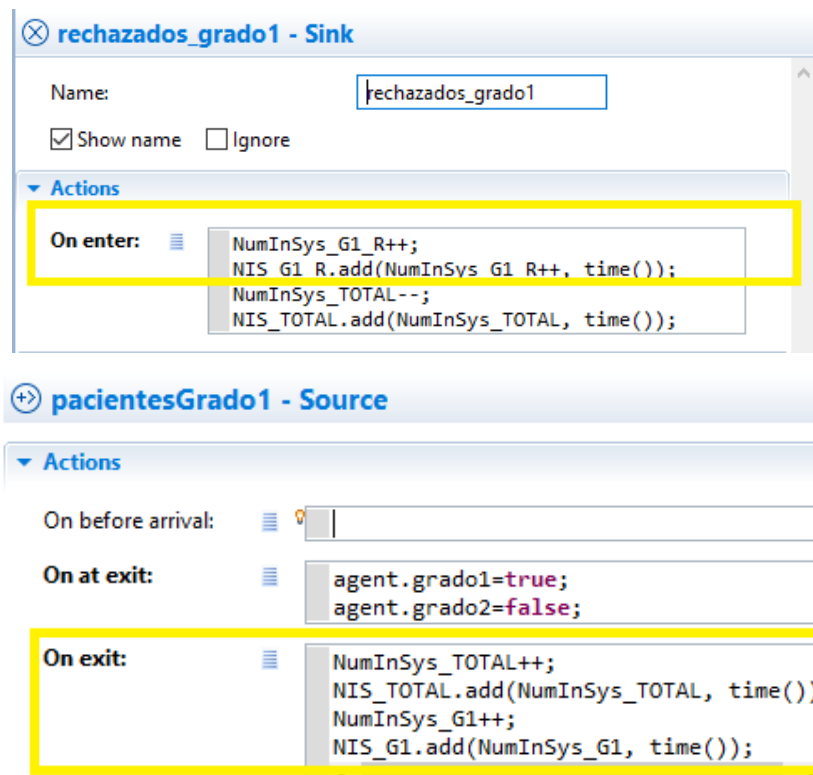 rechazados_grado1 - Sink
Name: rechazados_grado1
Show name Ignore
Actions
On enter: NumInSys_G1_R++;
NIS_G1_R.add(NumInSys_G1_R++, time());
NumInSys_TOTAL--;
NIS_TOTAL.add(NumInSys_TOTAL, time());
pacientesGrado1 - Source
Actions
On before arrival:
On at exit: agent.grado1=true;
agent.grado2=false;
On exit: NumInSys_TOTAL++;
NIS_TOTAL.add(NumInSys_TOTAL, time())
NumInSys_G1++;
NIS_G1.add(NumInSys_G1, time());